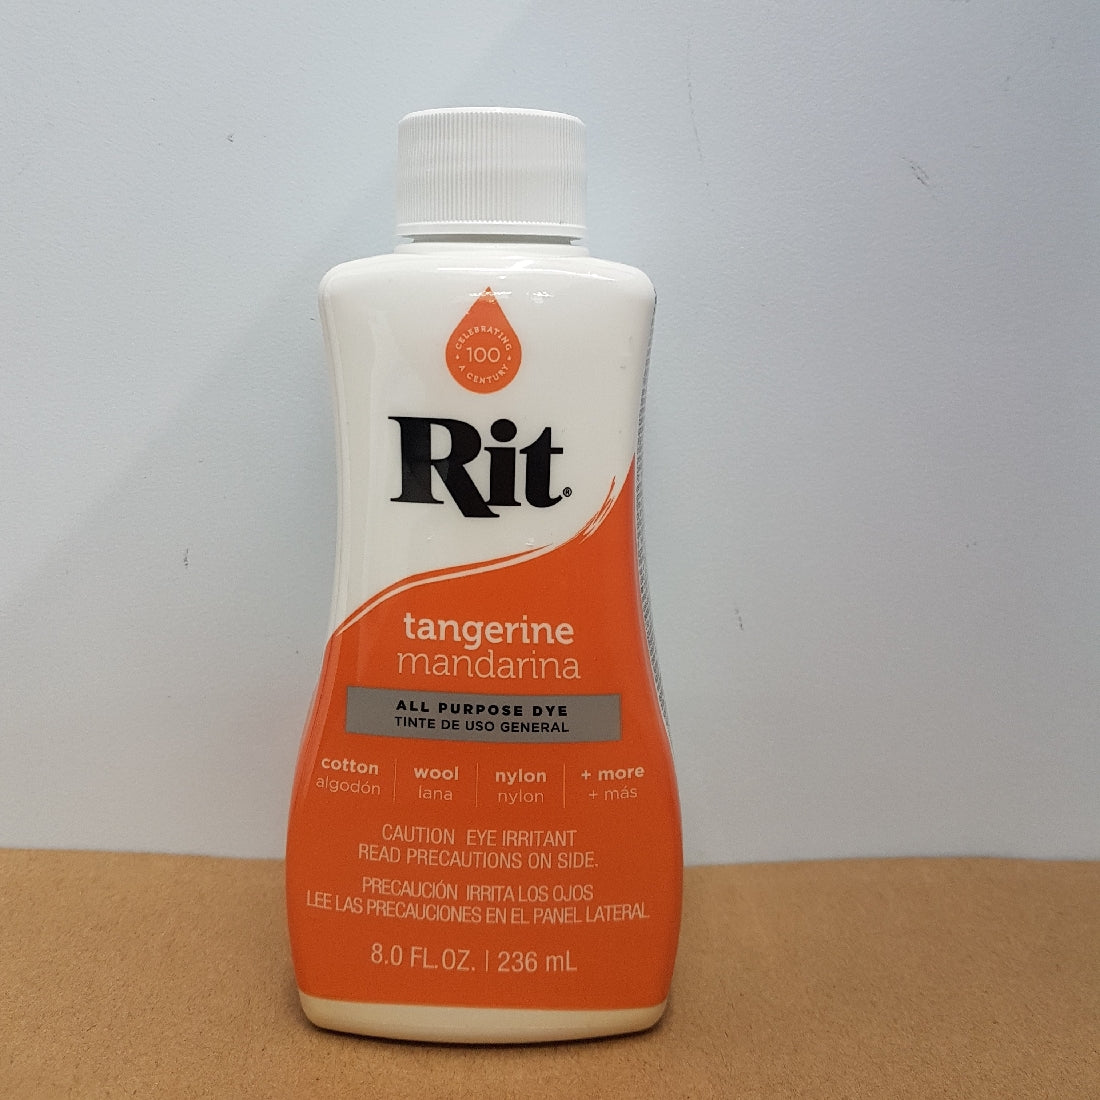 CELEBRATING
100
A CENTURY
Rit®
tangerine
mandarina
ALL PURPOSE DYE
TINTE DE USO GENERAL
cotton wool nylon + more
algodón lana nylon + más
CAUTION EYE IRRITANT
READ PRECAUTIONS ON SIDE.
PRECAUCIÓN IRRITA LOS OJOS
LEE LAS PRECAUCIONES EN EL PANEL LATERAL
8.0 FL. OZ. | 236 mL